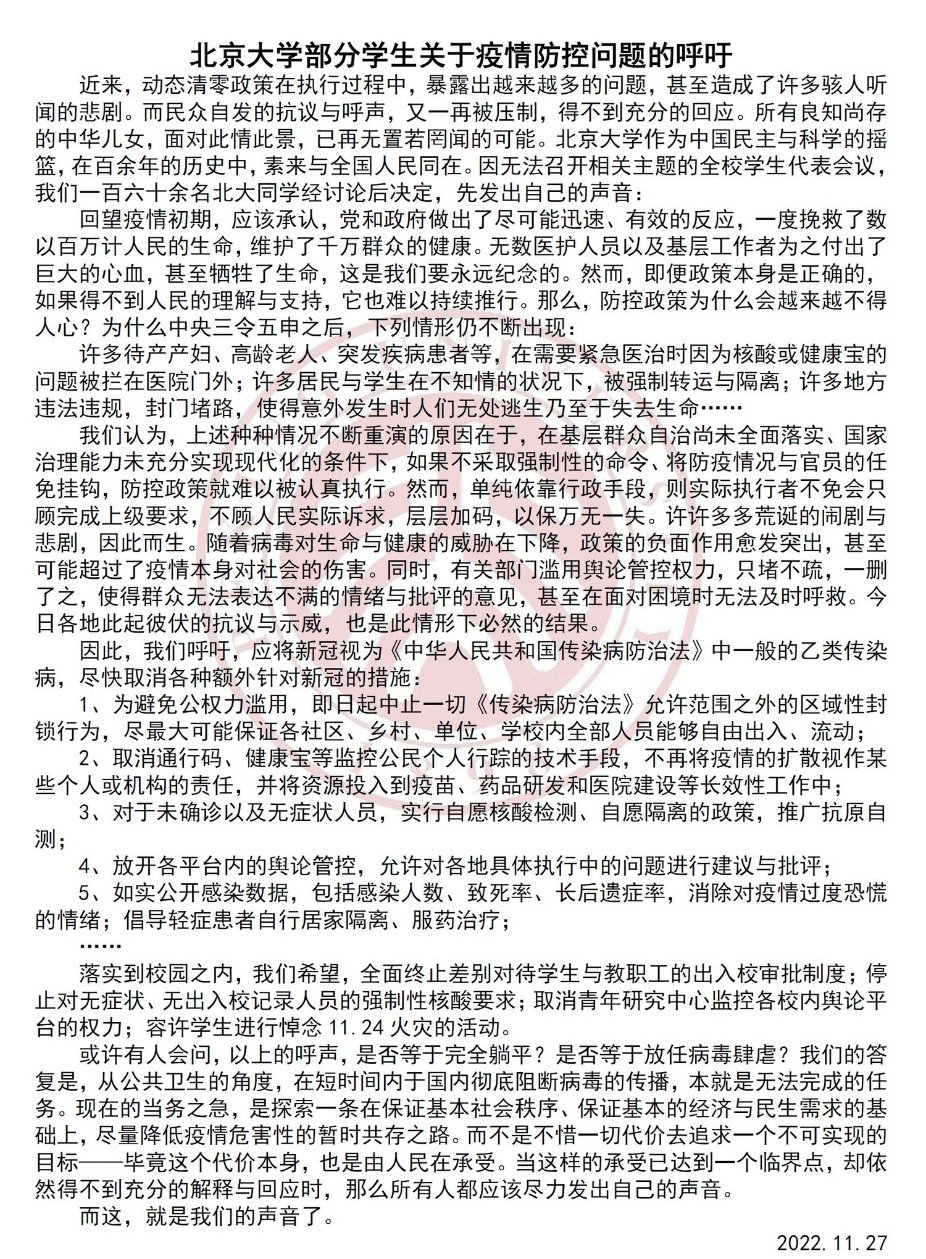 北京大学部分学生关于疫情防控问题的呼吁
近来，动态清零政策在执行过程中，暴露出越来越多的问题，甚至造成了许多骇人听
闻的悲剧。而民众自发的抗议与呼声，又一再被压制，得不到充分的回应。所有良知尚存
的中华儿女，面对此情此景，已再无置若罔闻的可能。北京大学作为中国民主与科学的摇
篮，在百余年的历史中，素来与全国人民同在。因无法召开相关主题的全校学生代表会议，
我们一百六十余名北大同学经讨论后决定，先发出自己的声音：
回望疫情初期，应该承认，党和政府做出了尽可能迅速、有效的反应，一度挽救了数
以百万计人民的生命，维护了千万群众的健康。无数医护人员以及基层工作者为之付出了
巨大的心血，甚至牺牲了生命，这是我们要永远纪念的。然而，即便政策本身是正确的，
如果得不到人民的理解与支持，它也难以持续推行。那么，防控政策为什么会越来越不得
人心？为什么中央三令五申之后，下列情形仍不断出现：
许多待产产妇、高龄老人、突发疾病患者等，在需要紧急医治时因为核酸或健康宝的
问题被拦在医院门外；许多居民与学生在不知情的状况下，被强制转运与隔离；许多地方
违法违规，封门堵路，使得意外发生时人们无处逃生乃至于失去生命……
我们认为，上述种种情况不断重演的原因在于，在基层群众自治尚未全面落实、国家
治理能力未充分实现现代化的条件下，如果不采取强制性的命令、将防疫情况与官员的任
免挂钩，防控政策就难以被认真执行。然而，单纯依靠行政手段，则实际执行者不免会只
顾完成上级要求，不顾人民实际诉求，层层加码，以保万无一失。许许多多荒诞的闹剧与
悲剧，因此而生。随着病毒对生命与健康的威胁在下降，政策的负面作用愈发突出，甚至
可能超过了疫情本身对社会的伤害。同时，有关部门滥用舆论管控权力，只堵不疏，一删
了之，使得群众无法表达不满的情绪与批评的意见，甚至在面对困境时无法及时呼救。今
日各地此起彼伏的抗议与示威，也是此情形下必然的结果。
因此，我们呼吁，应将新冠视为《中华人民共和国传染病防治法》中一般的乙类传染
病，尽快取消各种额外针对新冠的措施：
1、为避免公权力滥用，即日起中止一切《传染病防治法》允许范围之外的区域性封
锁行为，尽最大可能保证各社区、乡村、单位、学校内全部人员能够自由出入、流动；
2、取消通行码、健康宝等监控公民个人行踪的技术手段，不再将疫情的扩散视作某
些个人或机构的责任，并将资源投入到疫苗、药品研发和医院建设等长效性工作中；
3、对于未确诊以及无症状人员，实行自愿核酸检测、自愿隔离的政策，推广抗原自
测；
4、放开各平台内的舆论管控，允许对各地具体执行中的问题进行建议与批评；
5、如实公开感染数据，包括感染人数、致死率、长后遗症率，消除对疫情过度恐慌
的情绪；倡导轻症患者自行居家隔离、服药治疗；
……
落实到校园之内，我们希望，全面终止差别对待学生与教职工的出入校审批制度；停
止对无症状、无出入校记录人员的强制性核酸要求；取消青年研究中心监控各校内舆论平
台的权力；容许学生进行悼念 11.24 火灾的活动。
或许有人会问，以上的呼声，是否等于完全躺平？是否等于放任病毒肆虐？我们的答
复是，从公共卫生的角度，在短时间内于国内彻底阻断病毒的传播，本就是无法完成的任
务。现在的当务之急，是探索一条在保证基本社会秩序、保证基本的经济与民生需求的基
础上，尽量降低疫情危害性的暂时共存之路。而不是不惜一切代价去追求一个不可实现的
目标——毕竟这个代价本身，也是由人民在承受。当这样的承受已达到一个临界点，却依
然得不到充分的解释与回应时，那么所有人都应该尽力发出自己的声音。
而这，就是我们的声音了。
2022.11.27